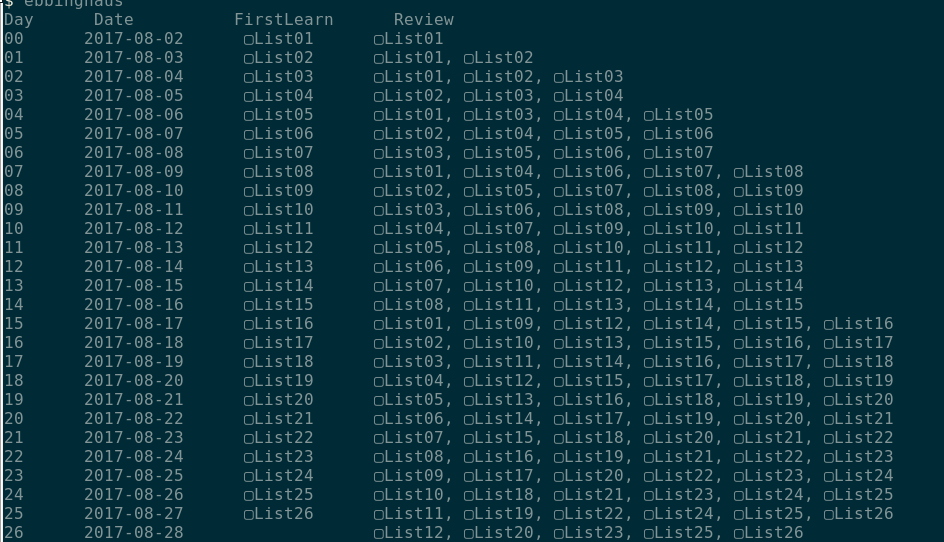 $ ebbinghaus
Day Date FirstLearn Review
00 2017-08-02 ▢List01 ▢List01
01 2017-08-03 ▢List02 ▢List01, ▢List02
02 2017-08-04 ▢List03 ▢List01, ▢List02, ▢List03
03 2017-08-05 ▢List04 ▢List02, ▢List03, ▢List04
04 2017-08-06 ▢List05 ▢List01, ▢List03, ▢List04, ▢List05
05 2017-08-07 ▢List06 ▢List02, ▢List04, ▢List05, ▢List06
06 2017-08-08 ▢List07 ▢List03, ▢List05, ▢List06, ▢List07
07 2017-08-09 ▢List08 ▢List01, ▢List04, ▢List06, ▢List07, ▢List08
08 2017-08-10 ▢List09 ▢List02, ▢List05, ▢List07, ▢List08, ▢List09
09 2017-08-11 ▢List10 ▢List03, ▢List06, ▢List08, ▢List09, ▢List10
10 2017-08-12 ▢List11 ▢List04, ▢List07, ▢List09, ▢List10, ▢List11
11 2017-08-13 ▢List12 ▢List05, ▢List08, ▢List10, ▢List11, ▢List12
12 2017-08-14 ▢List13 ▢List06, ▢List09, ▢List11, ▢List12, ▢List13
13 2017-08-15 ▢List14 ▢List07, ▢List10, ▢List12, ▢List13, ▢List14
14 2017-08-16 ▢List15 ▢List08, ▢List11, ▢List13, ▢List14, ▢List15
15 2017-08-17 ▢List16 ▢List01, ▢List09, ▢List12, ▢List14, ▢List15, ▢List16
16 2017-08-18 ▢List17 ▢List02, ▢List10, ▢List13, ▢List15, ▢List16, ▢List17
17 2017-08-19 ▢List18 ▢List03, ▢List11, ▢List14, ▢List16, ▢List17, ▢List18
18 2017-08-20 ▢List19 ▢List04, ▢List12, ▢List15, ▢List17, ▢List18, ▢List19
19 2017-08-21 ▢List20 ▢List05, ▢List13, ▢List16, ▢List18, ▢List19, ▢List20
20 2017-08-22 ▢List21 ▢List06, ▢List14, ▢List17, ▢List19, ▢List20, ▢List21
21 2017-08-23 ▢List22 ▢List07, ▢List15, ▢List18, ▢List20, ▢List21, ▢List22
22 2017-08-24 ▢List23 ▢List08, ▢List16, ▢List19, ▢List21, ▢List22, ▢List23
23 2017-08-25 ▢List24 ▢List09, ▢List17, ▢List20, ▢List22, ▢List23, ▢List24
24 2017-08-26 ▢List25 ▢List10, ▢List18, ▢List21, ▢List23, ▢List24, ▢List25
25 2017-08-27 ▢List26 ▢List11, ▢List19, ▢List22, ▢List24, ▢List25, ▢List26
26 2017-08-28 ▢List12, ▢List20, ▢List23, ▢List25, ▢List26